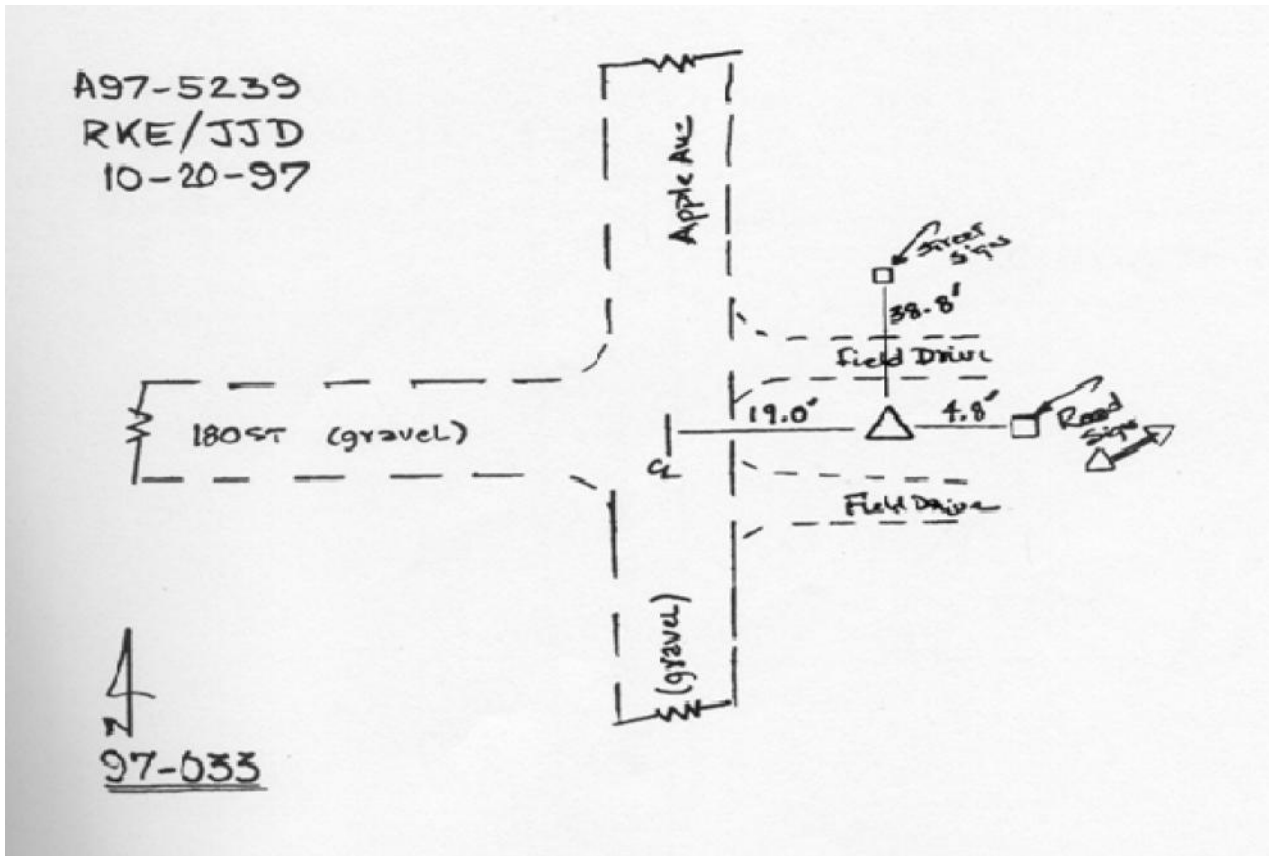 A97-5239
RKE/JJD
10-20-97
Apple Ave
Street
Sign
38.8'
Field Drive
19.0'
4.8'
Road
Sign
180ST (gravel)
℄
Field Drive
(gravel)
N
97-033